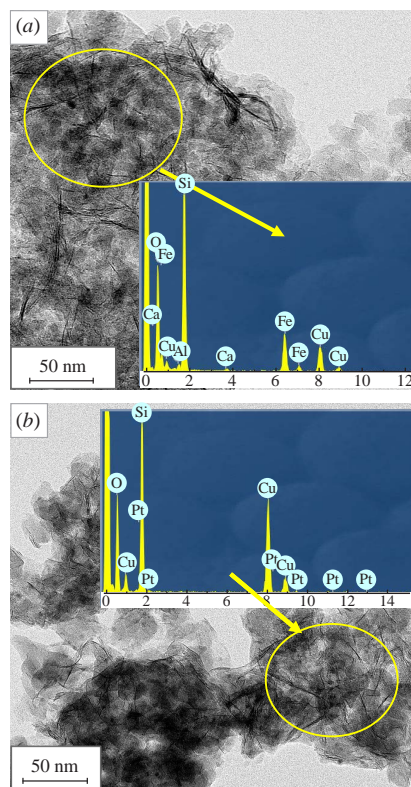 (a)
Si
O
Fe
Ca
Cu
Al
Ca
Fe
Fe
Cu
Cu
0 2 4 6 8 10 12
50 nm
(b)
Si
O
Pt
Cu
Pt
Cu
Pt
Cu
Pt
Pt
Pt
0 2 4 6 8 10 12 14
50 nm